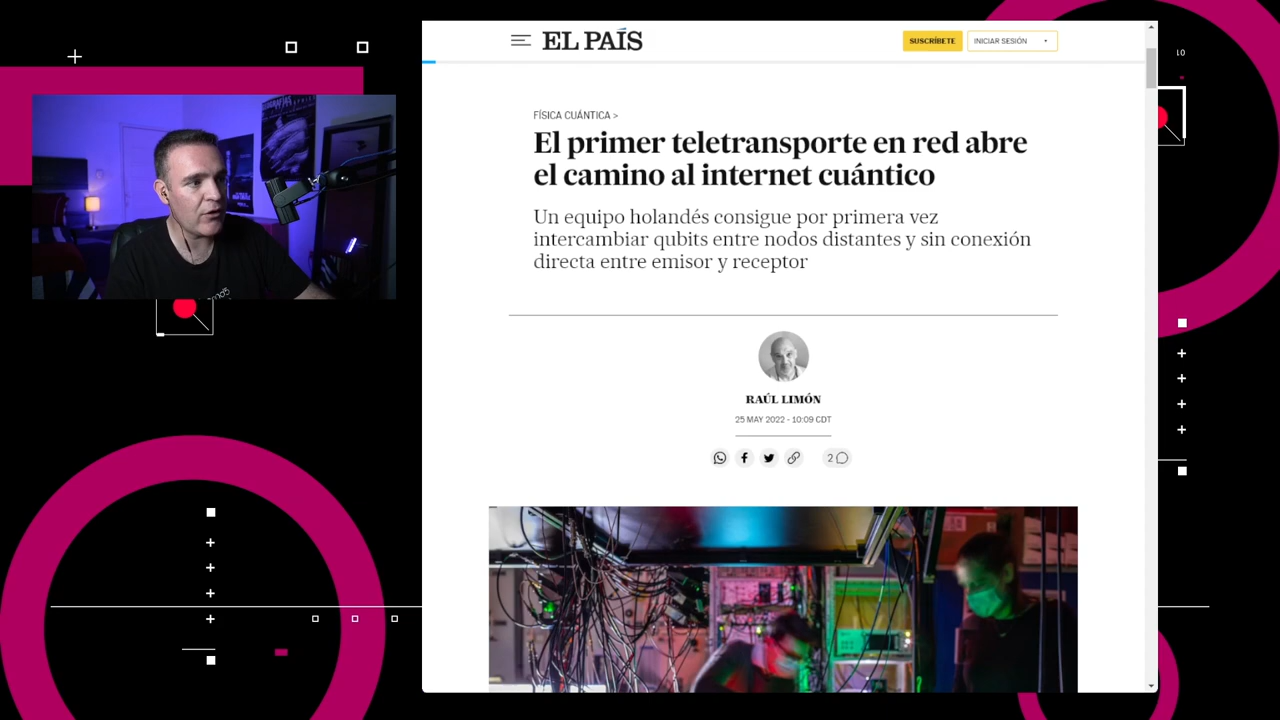 EL PAÍS
SUSCRÍBETE
INICIAR SESIÓN
FÍSICA CUÁNTICA >
El primer teletransporte en red abre
el camino al internet cuántico
Un equipo holandés consigue por primera vez
intercambiar qubits entre nodos distantes y sin conexión
directa entre emisor y receptor
RAÚL LIMÓN
25 MAY 2022 - 10:09 CDT
2